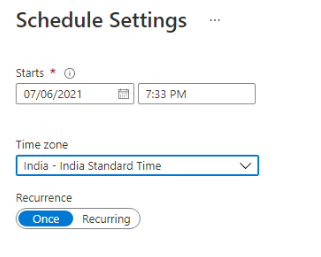 Schedule Settings ...
Starts *
07/06/2021 7:33 PM
Time zone
India - India Standard Time
Recurrence
Once Recurring